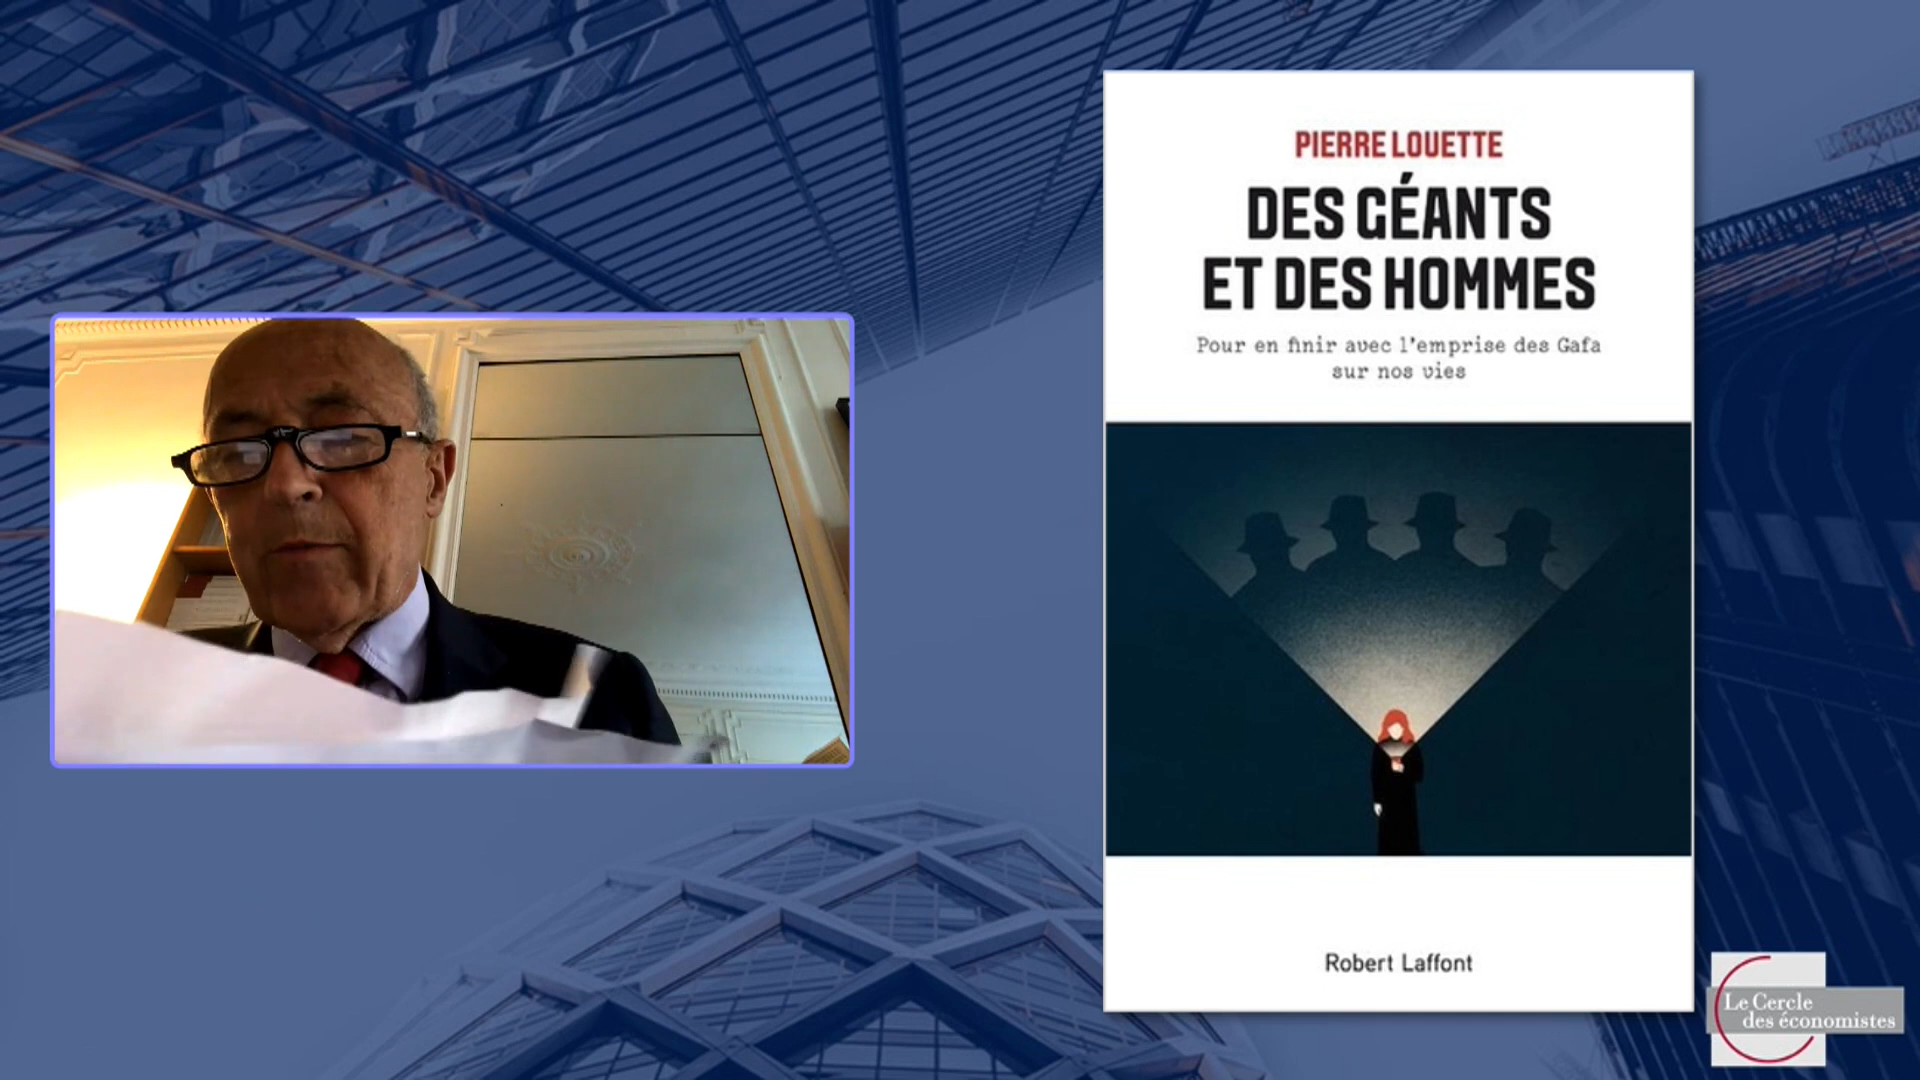 PIERRE LOUETTE
DES GÉANTS
ET DES HOMMES
Pour en finir avec l'emprise des Gafa
sur nos vies
Robert Laffont
Le Cercle
des économistes